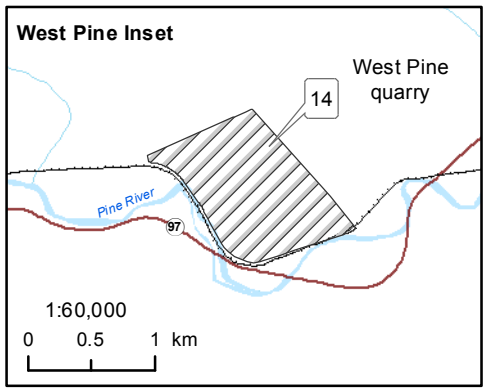 West Pine Inset
West Pine
quarry
14
Pine River
97
1:60,000
0 0.5 1 km